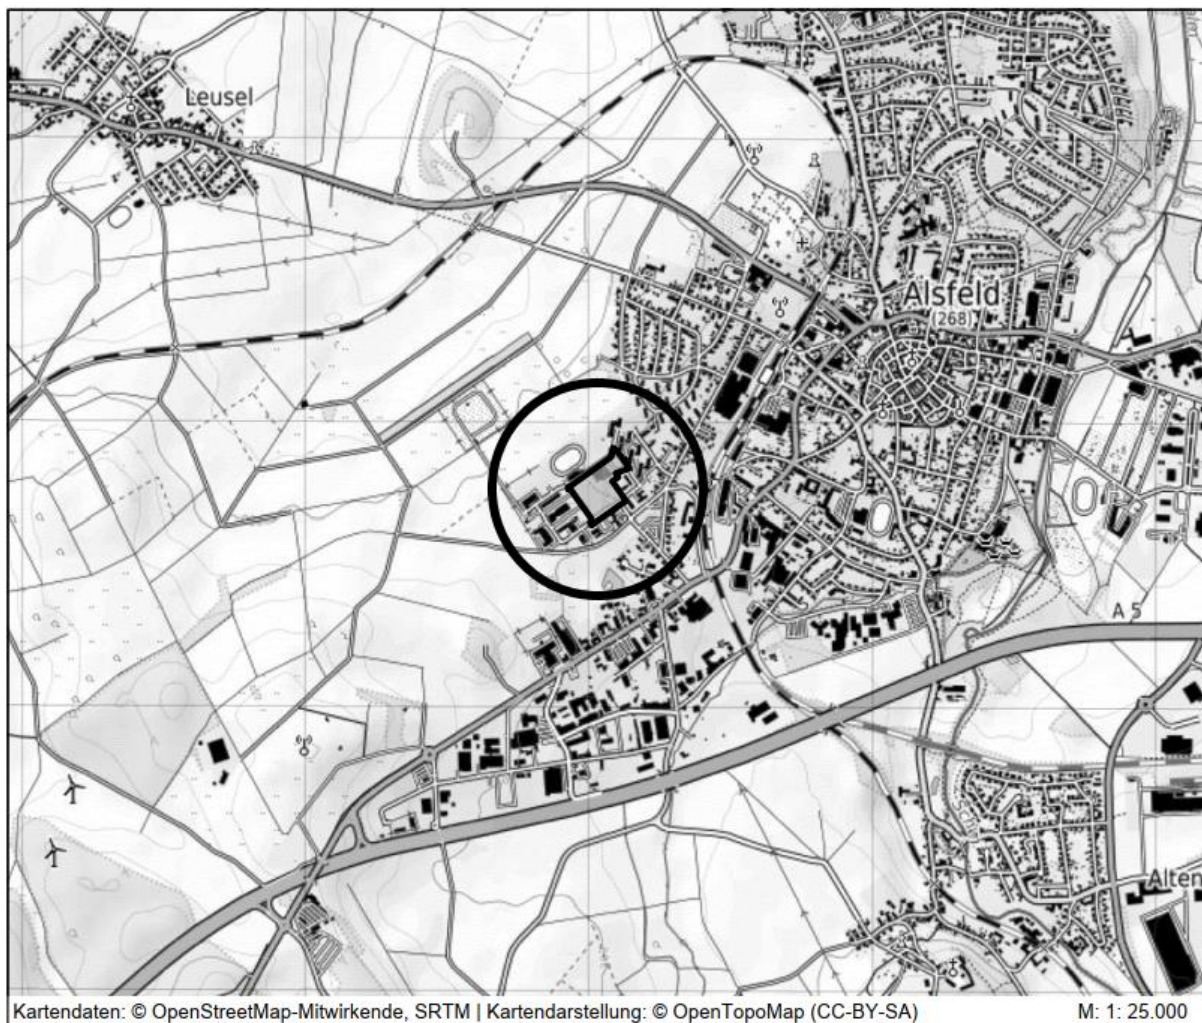 Leusel
Alsfeld
(268)
A 5
Alten
Kartendaten: © OpenStreetMap-Mitwirkende, SRTM | Kartendarstellung: © OpenTopoMap (CC-BY-SA) M: 1: 25.000